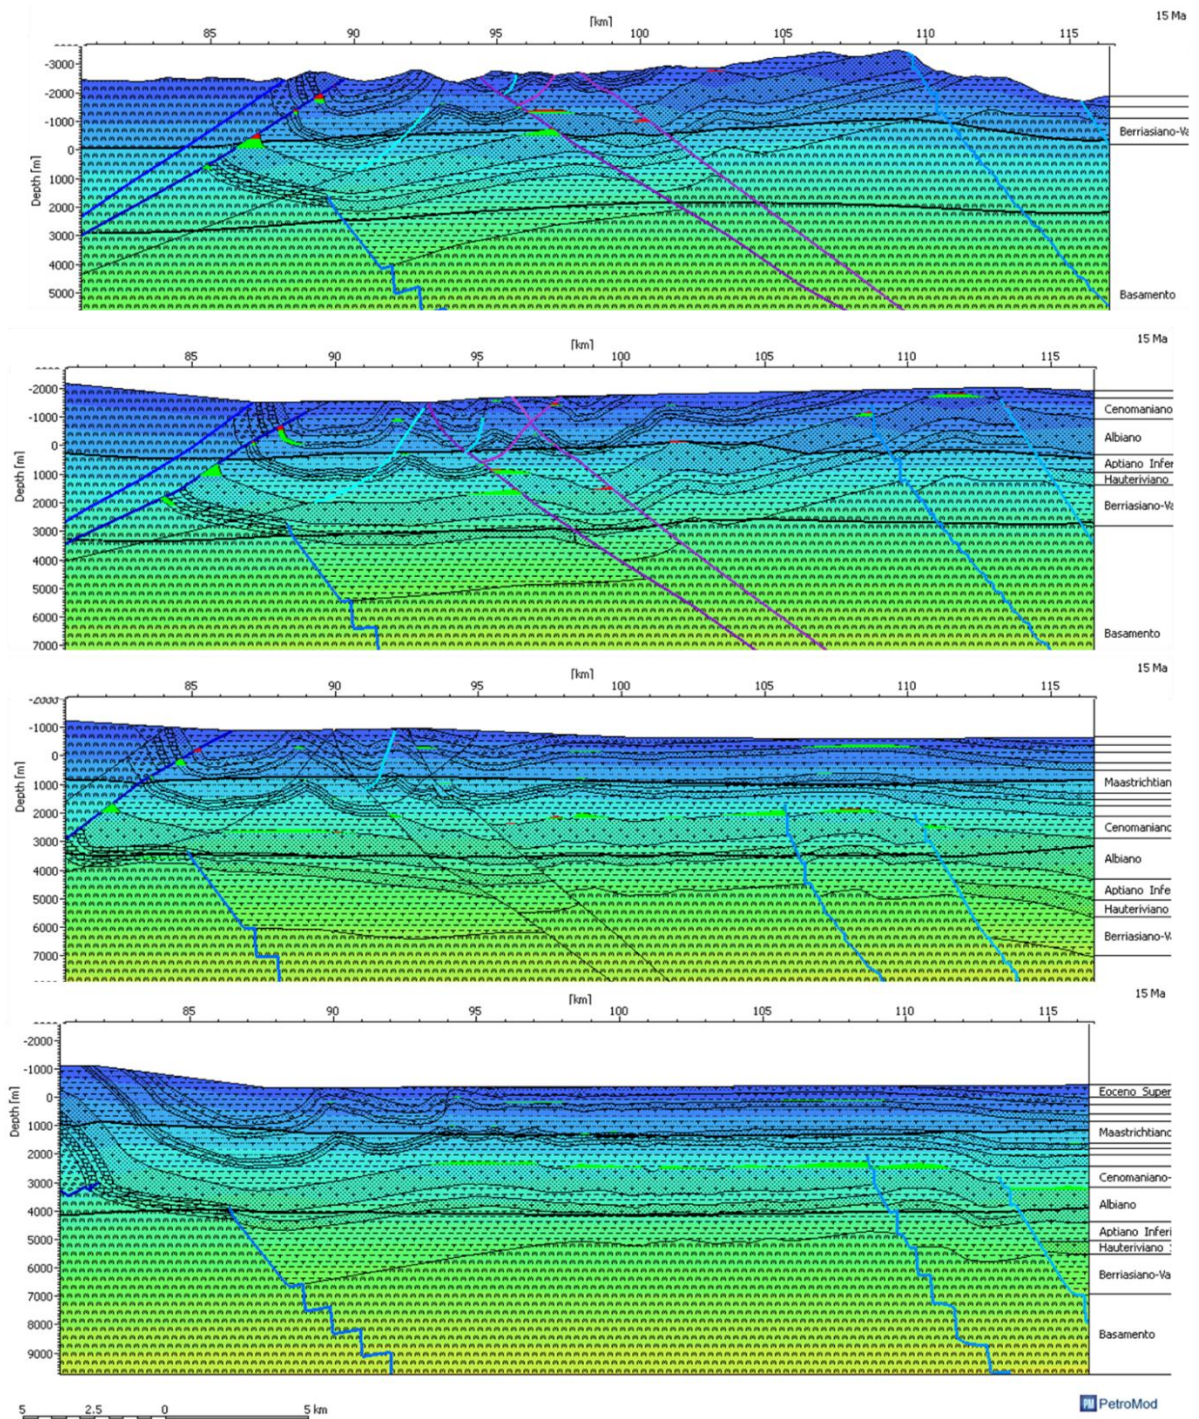 [km]
15 Ma
85 90 95 100 105 110 115
Depth [m]
-3000
-2000
-1000
0
1000
2000
3000
4000
5000
Berriasiano-Va
Basamento
15 Ma
[km]
85 90 95 100 105 110 115
Depth [m]
-2000
-1000
0
1000
2000
3000
4000
5000
6000
7000
Cenomaniano
Albiano
Aptiano Infer
Hauteriviano
Berriasiano-Va
Basamento
15 Ma
[km]
85 90 95 100 105 110 115
Depth [m]
-1000
0
1000
2000
3000
4000
5000
6000
7000
Maastrichtian
Cenomaniano
Albiano
Aptiano Infe
Hauteriviano
Berriasiano-V
15 Ma
[km]
85 90 95 100 105 110 115
Depth [m]
-2000
-1000
0
1000
2000
3000
4000
5000
6000
7000
8000
9000
Eoceno Super
Maastrichtiano
Cenomaniano-
Albiano
Aptiano Inferi
Hauteriviano
Berriasiano-Va
Basamento
5 2.5 0 5 km
PM PetroMod